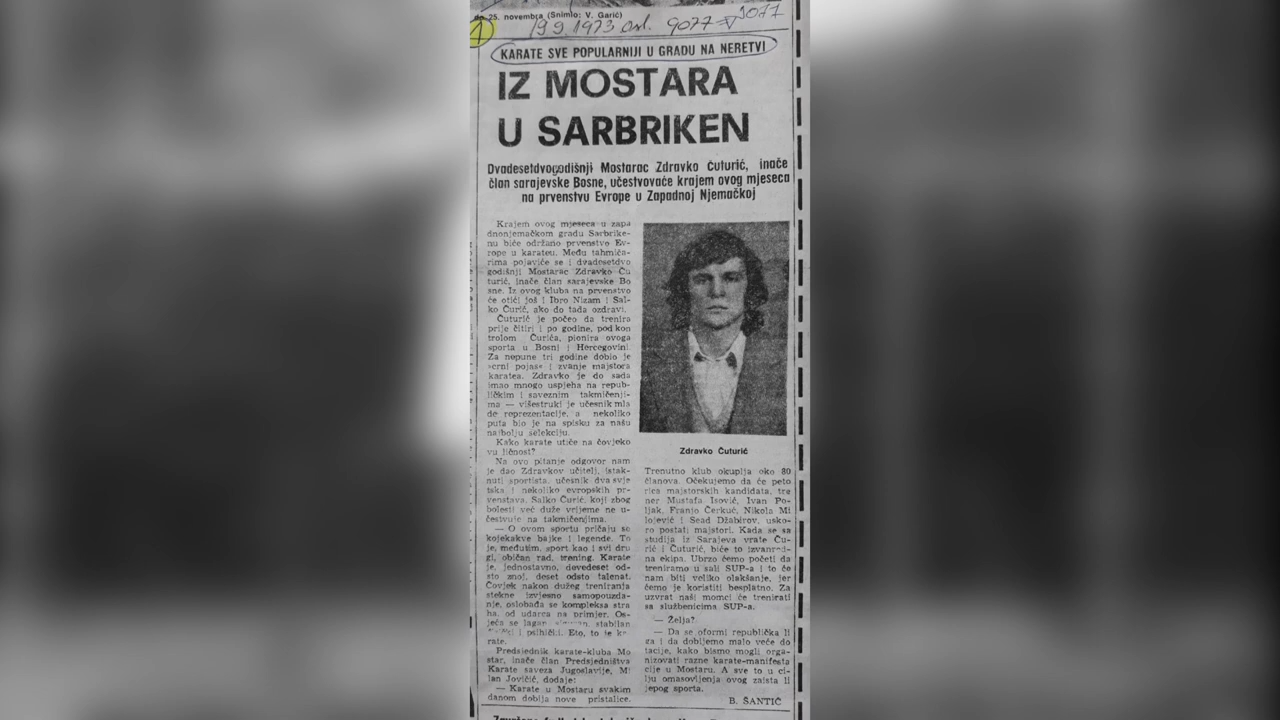 do 25. novembra (Snimio: V. Garić)
1
19.9.1973 Osl. 9077 1077
KARATE SVE POPULARNIJI U GRADU NA NERETVI
IZ MOSTARA
U SARBRIKEN
Dvadesetdvogodišnji Mostarac Zdravko Čuturić, inače
član sarajevske Bosne, učestvovaće krajem ovog mjeseca
na prvenstvu Evrope u Zapadnoj Njemačkoj
Krajem ovog mjeseca u zapa
dnonjemačkom gradu Sarbrike-
nu biće održano prvenstvo Ev-
rope u karateu. Među takmiča-
rima pojaviće se i dvadesetdvo
godišnji Mostarac Zdravko Ču
turić, inače član sarajevske Bo
sne. Iz ovog kluba na prvenstvo
će otići još i Ibro Nizam i Sal-
ko Ćurić, ako do tada ozdravi.
Čuturić je počeo da trenira
prije četiri i po godine, pod kon
trolom Ćurića, pionira ovoga
sporta u Bosni i Hercegovini.
Za nepune tri godine dobio je
»crni pojas« i zvanje majstora
karatea. Zdravko je do sada
imao mnogo uspjeha na repub-
ličkim i saveznim takmičenji-
ma — višestruki je učesnik mla
de reprezentacije, a nekoliko
puta bio je na spisku za našu
najbolju selekciju.
Kako karate utiče na čovjeko
vu ličnost?
Na ovo pitanje odgovor nam
je dao Zdravkov učitelj, istak-
nuti sportista, učesnik dva svje
tska i nekoliko evropskih pr-
venstava, Salko Ćurić, koji zbog
bolesti već duže vrijeme ne u-
čestvuje na takmičenjima.
— O ovom sportu pričaju se
kojekakve bajke i legende. To
je, međutim, sport kao i svi dru
gi, običan rad, trening. Karate
je, jednostavno, devedeset od-
sto znoj, deset odsto talenat.
Čovjek nakon dužeg treniranja
stekne izvjesno samopouzda-
nje, oslobađa se kompleksa stra
ha, od udarca na primjer. Os-
jeća se lagan, stabilan
i psihički. Eto, to je ka-
rate.
Predsjednik karate-kluba Mo
star, inače član Predsjedništva
Karate saveza Jugoslavije, Mi
lan Jovičić, dodaje:
— Karate u Mostaru svakim
danom dobija nove pristalice.
Zdravko Čuturić
Trenutno klub okuplja oko 80
članova. Očekujemo da će peto
rica majstorskih kandidata, tre
ner Mustafa Isović, Ivan Po-
ljak, Franjo Čerkuć, Nikola Mi
lojević i Sead Džabirov, usko-
ro postati majstori. Kada se sa
studija iz Sarajeva vrate Ću-
rić i Čuturić, biće to izvanred-
na ekipa. Ubrzo ćemo početi da
treniramo u sali SUP-a i to će
nam biti veliko olakšanje, jer
ćemo je koristiti besplatno. Za
uzvrat naši momci će trenirati
sa službenicima SUP-a.
— Želja?
— Da se oformi republička li
ga i da dobijemo malo veće do
tacije, kako bismo mogli orga-
nizovati razne karate-manifesta
cije u Mostaru. A sve to u ci-
lju omasovljenja ovog zaista li
jepog sporta.
B. ŠANTIĆ